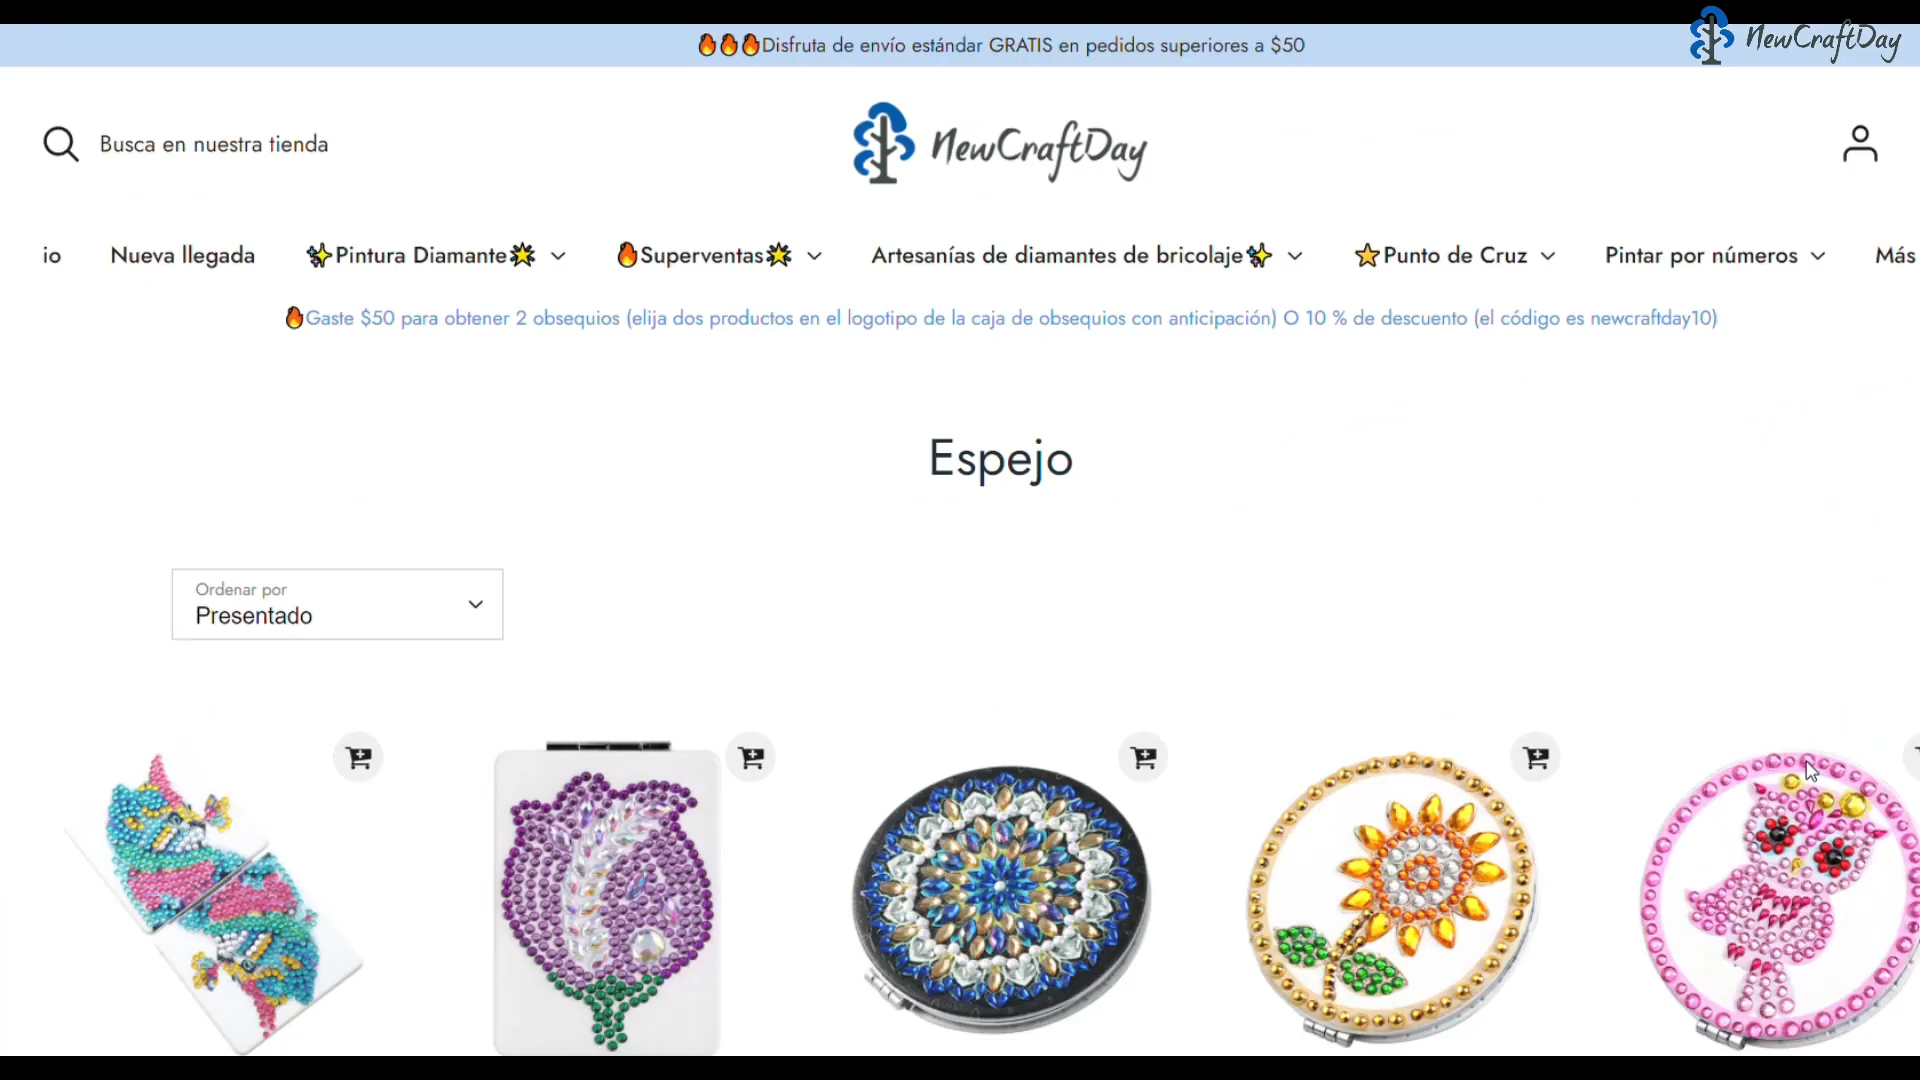 🔥🔥🔥Disfruta de envío estándar GRATIS en pedidos superiores a $50
NewCraftDay
Busca en nuestra tienda
NewCraftDay
io Nueva llegada ✨Pintura Diamante🌟 🔥Superventas🌟 Artesanías de diamantes de bricolaje✨ ⭐Punto de Cruz Pintar por números Más
🔥Gaste $50 para obtener 2 obsequios (elija dos productos en el logotipo de la caja de obsequios con anticipación) O 10 % de descuento (el código es newcraftday10)
Espejo
Ordenar por
Presentado